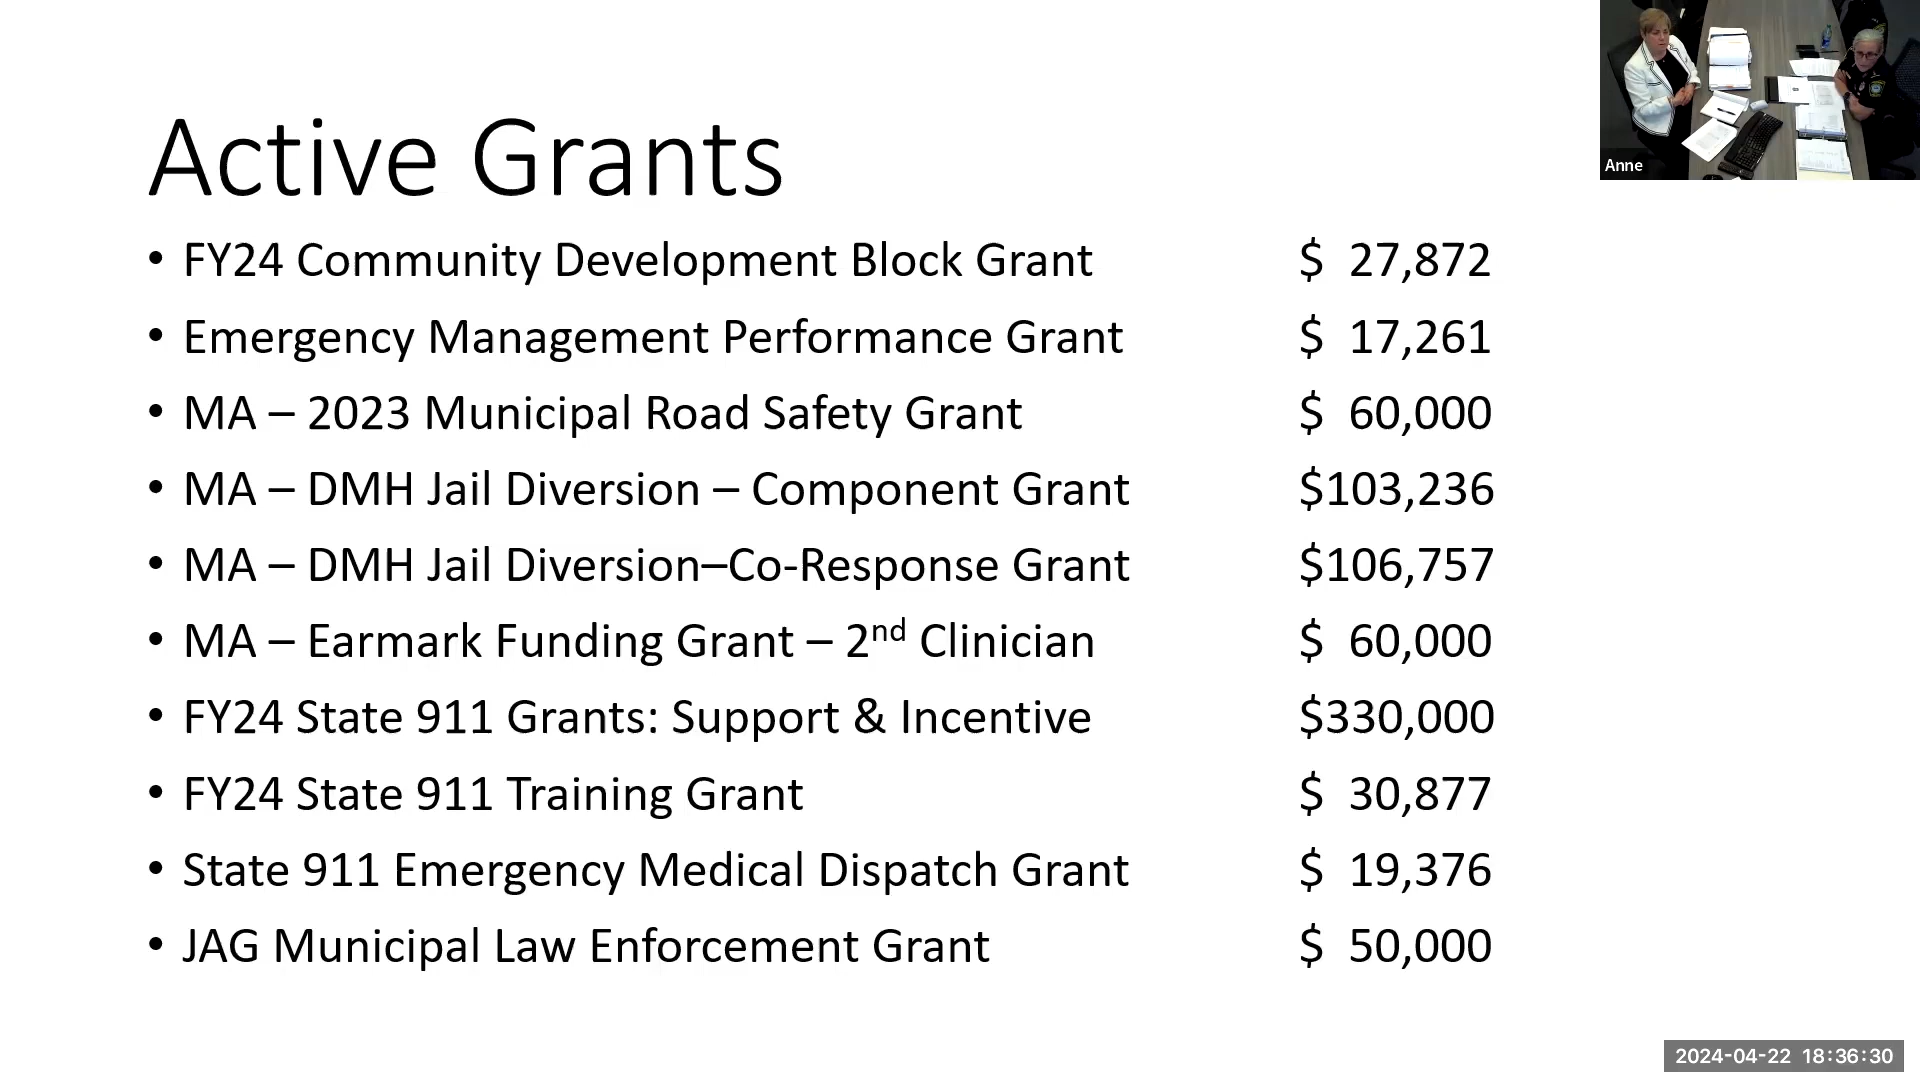 Active Grants
• FY24 Community Development Block Grant $ 27,872
• Emergency Management Performance Grant $ 17,261
• MA – 2023 Municipal Road Safety Grant $ 60,000
• MA – DMH Jail Diversion – Component Grant $103,236
• MA – DMH Jail Diversion–Co-Response Grant $106,757
• MA – Earmark Funding Grant – 2nd Clinician $ 60,000
• FY24 State 911 Grants: Support & Incentive $330,000
• FY24 State 911 Training Grant $ 30,877
• State 911 Emergency Medical Dispatch Grant $ 19,376
• JAG Municipal Law Enforcement Grant $ 50,000
Anne
2024-04-22 18:36:30